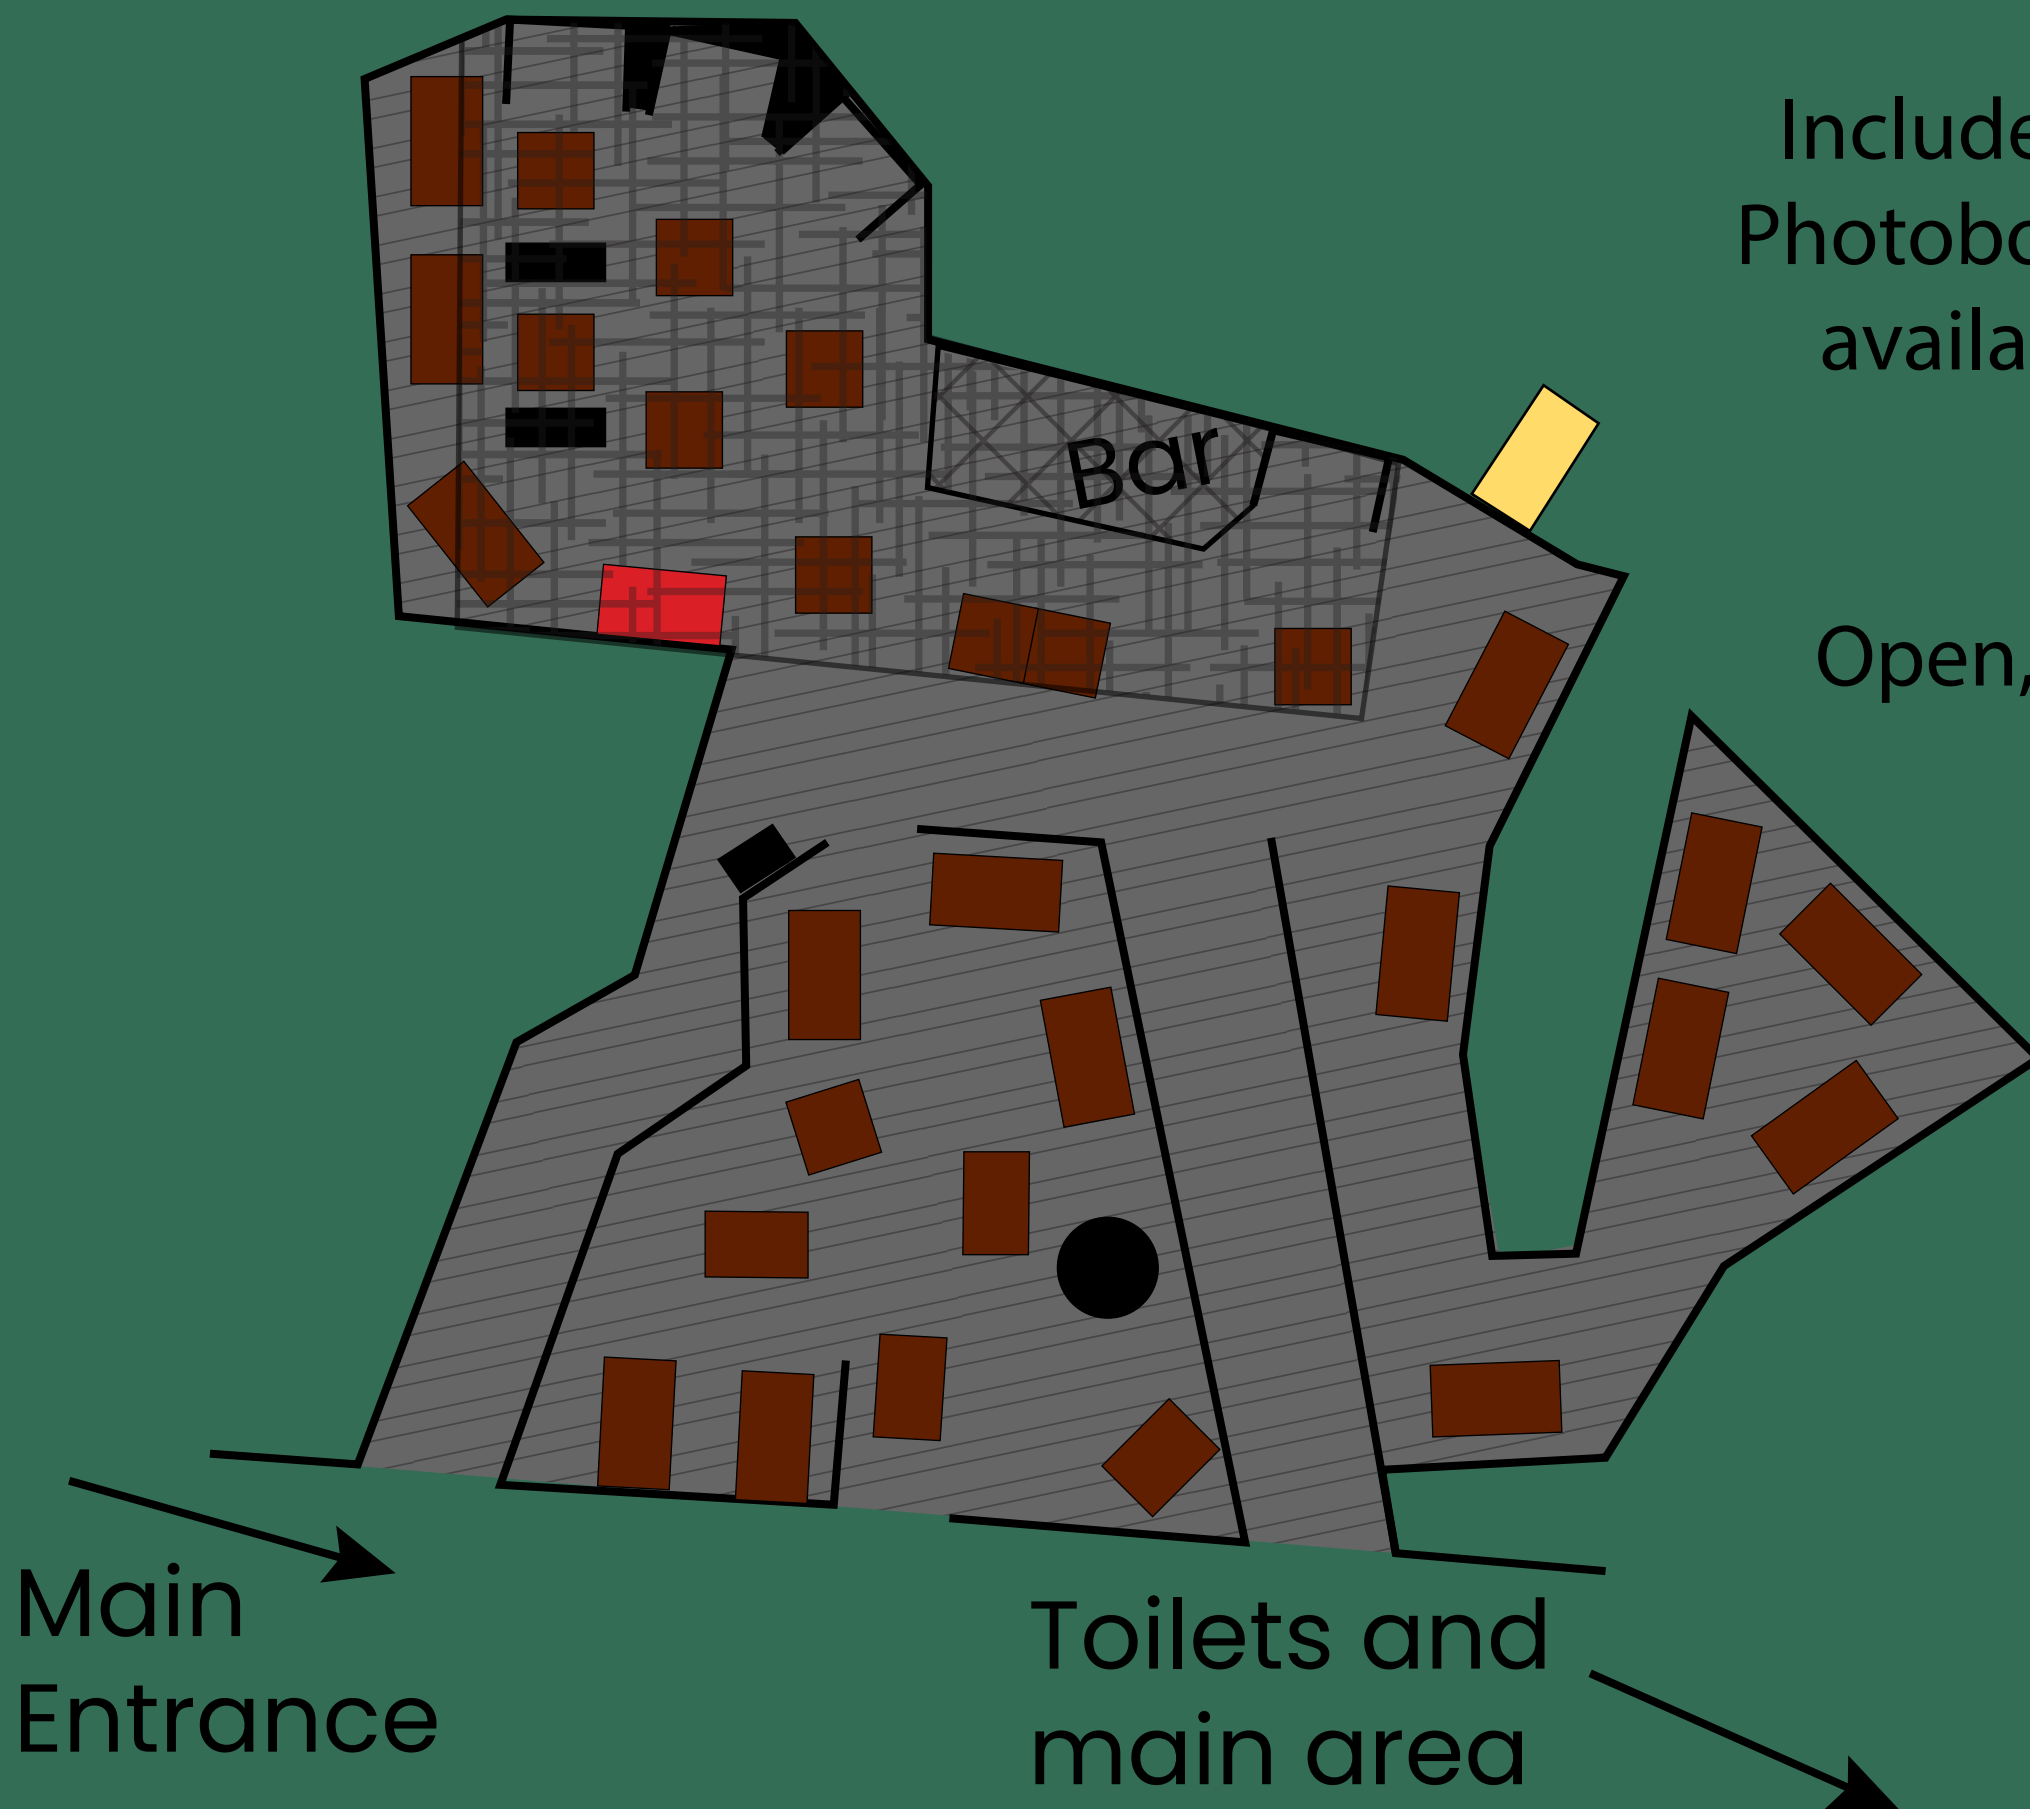 Include
Photobo
availa
Bar
Open,
Main
Entrance
Toilets and
main area